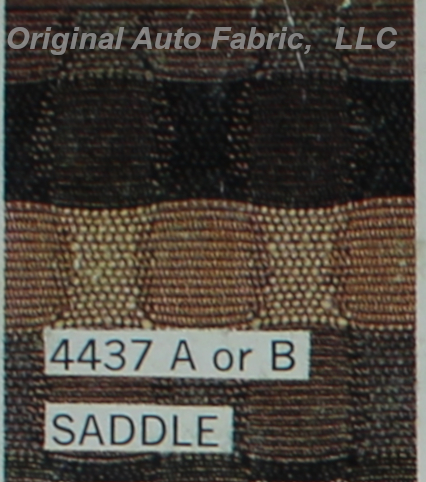 Original Auto Fabric, LLC
4437 A or B
SADDLE